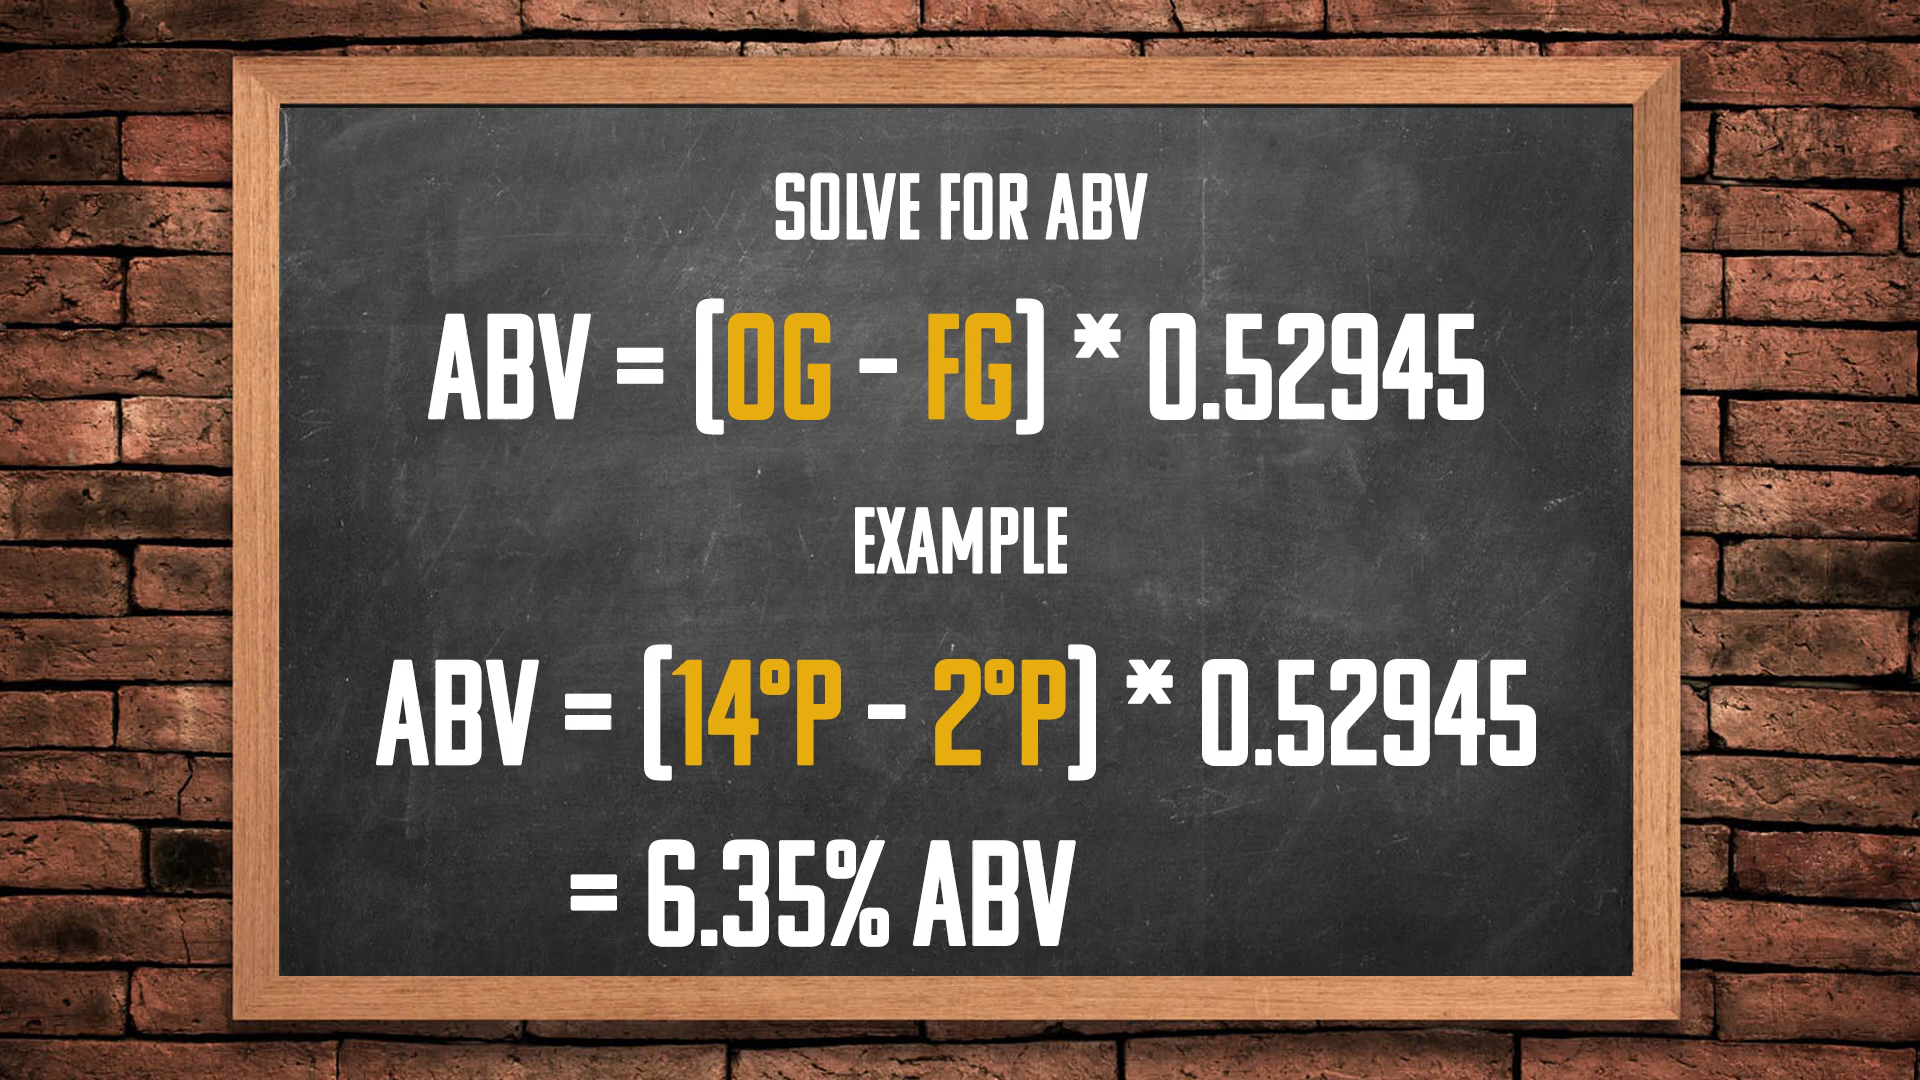 SOLVE FOR ABV
ABV = [OG - FG] * 0.52945
EXAMPLE
ABV = [14°P - 2°P] * 0.52945
= 6.35% ABV